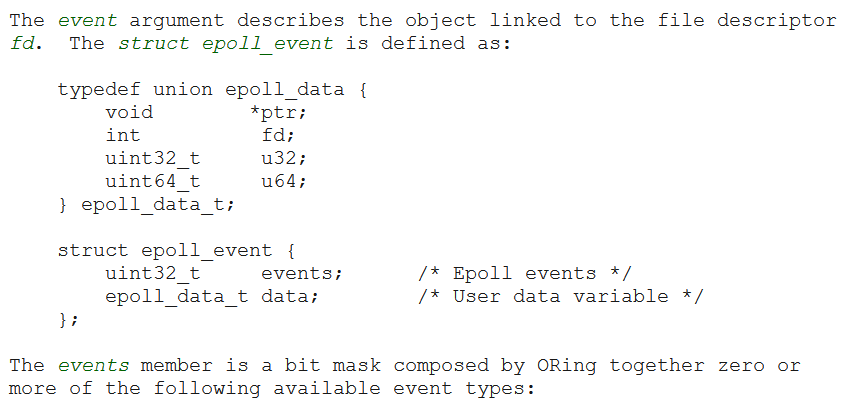 The event argument describes the object linked to the file descriptor
fd.  The struct epoll_event is defined as:
typedef union epoll_data {
void        *ptr;
int          fd;
uint32_t     u32;
uint64_t     u64;
} epoll_data_t;
struct epoll_event {
uint32_t     events;      /* Epoll events */
epoll_data_t data;        /* User data variable */
};
The events member is a bit mask composed by ORing together zero or
more of the following available event types: